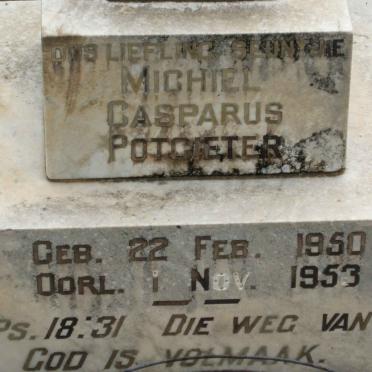 ONS LIEFLING SEUNTJIE
MICHIEL
CASPARUS
POTGIETER
GEB. 22 FEB. 1950
OORL. 1 NOV. 1953
PS. 18:31 DIE WEG VAN
GOD IS VOLMAAK.